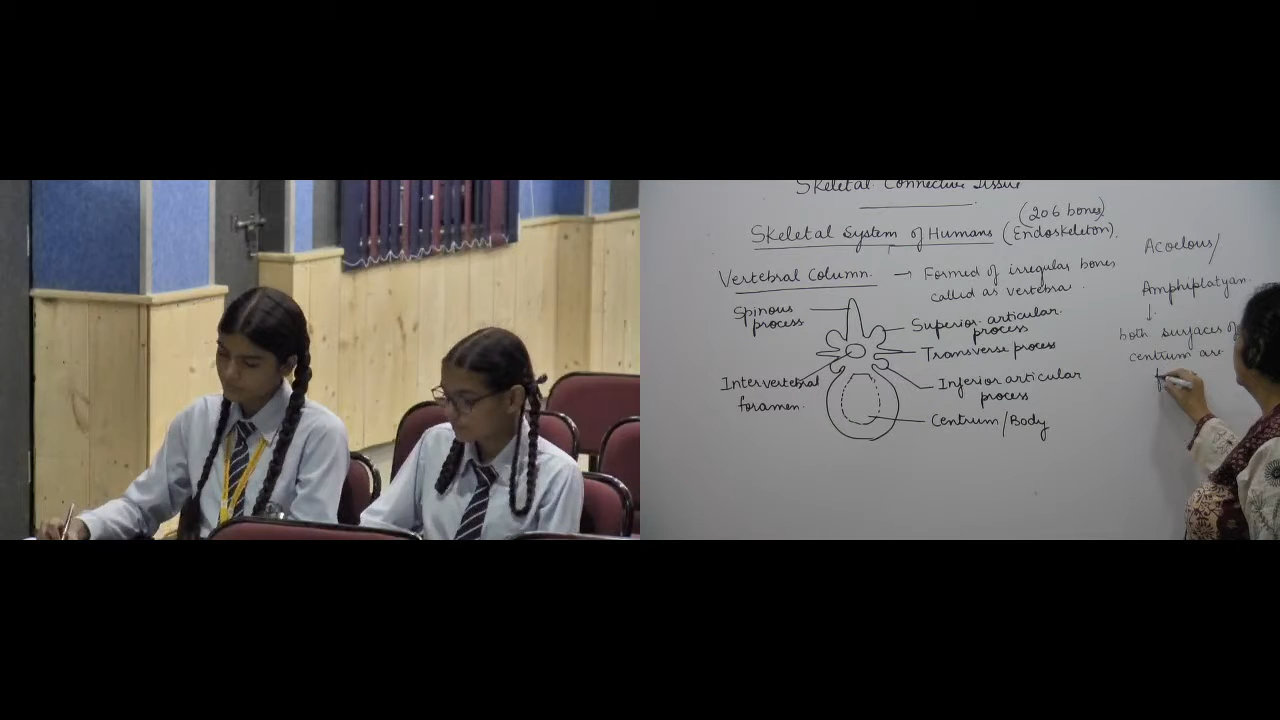 Skeletal Connective Tissue
(206 bones)
Skeletal System of Humans (Endoskeleton).
Acoelous/
Vertebral Column. → Formed of irregular bones
called as vertebra.
Amphiplatyan.
↓
both surfaces of
centrum are
Spinous
process
Superior articular
process
Transverse process
Intervertebral
foramen.
Inferior articular
process
Centrum/Body